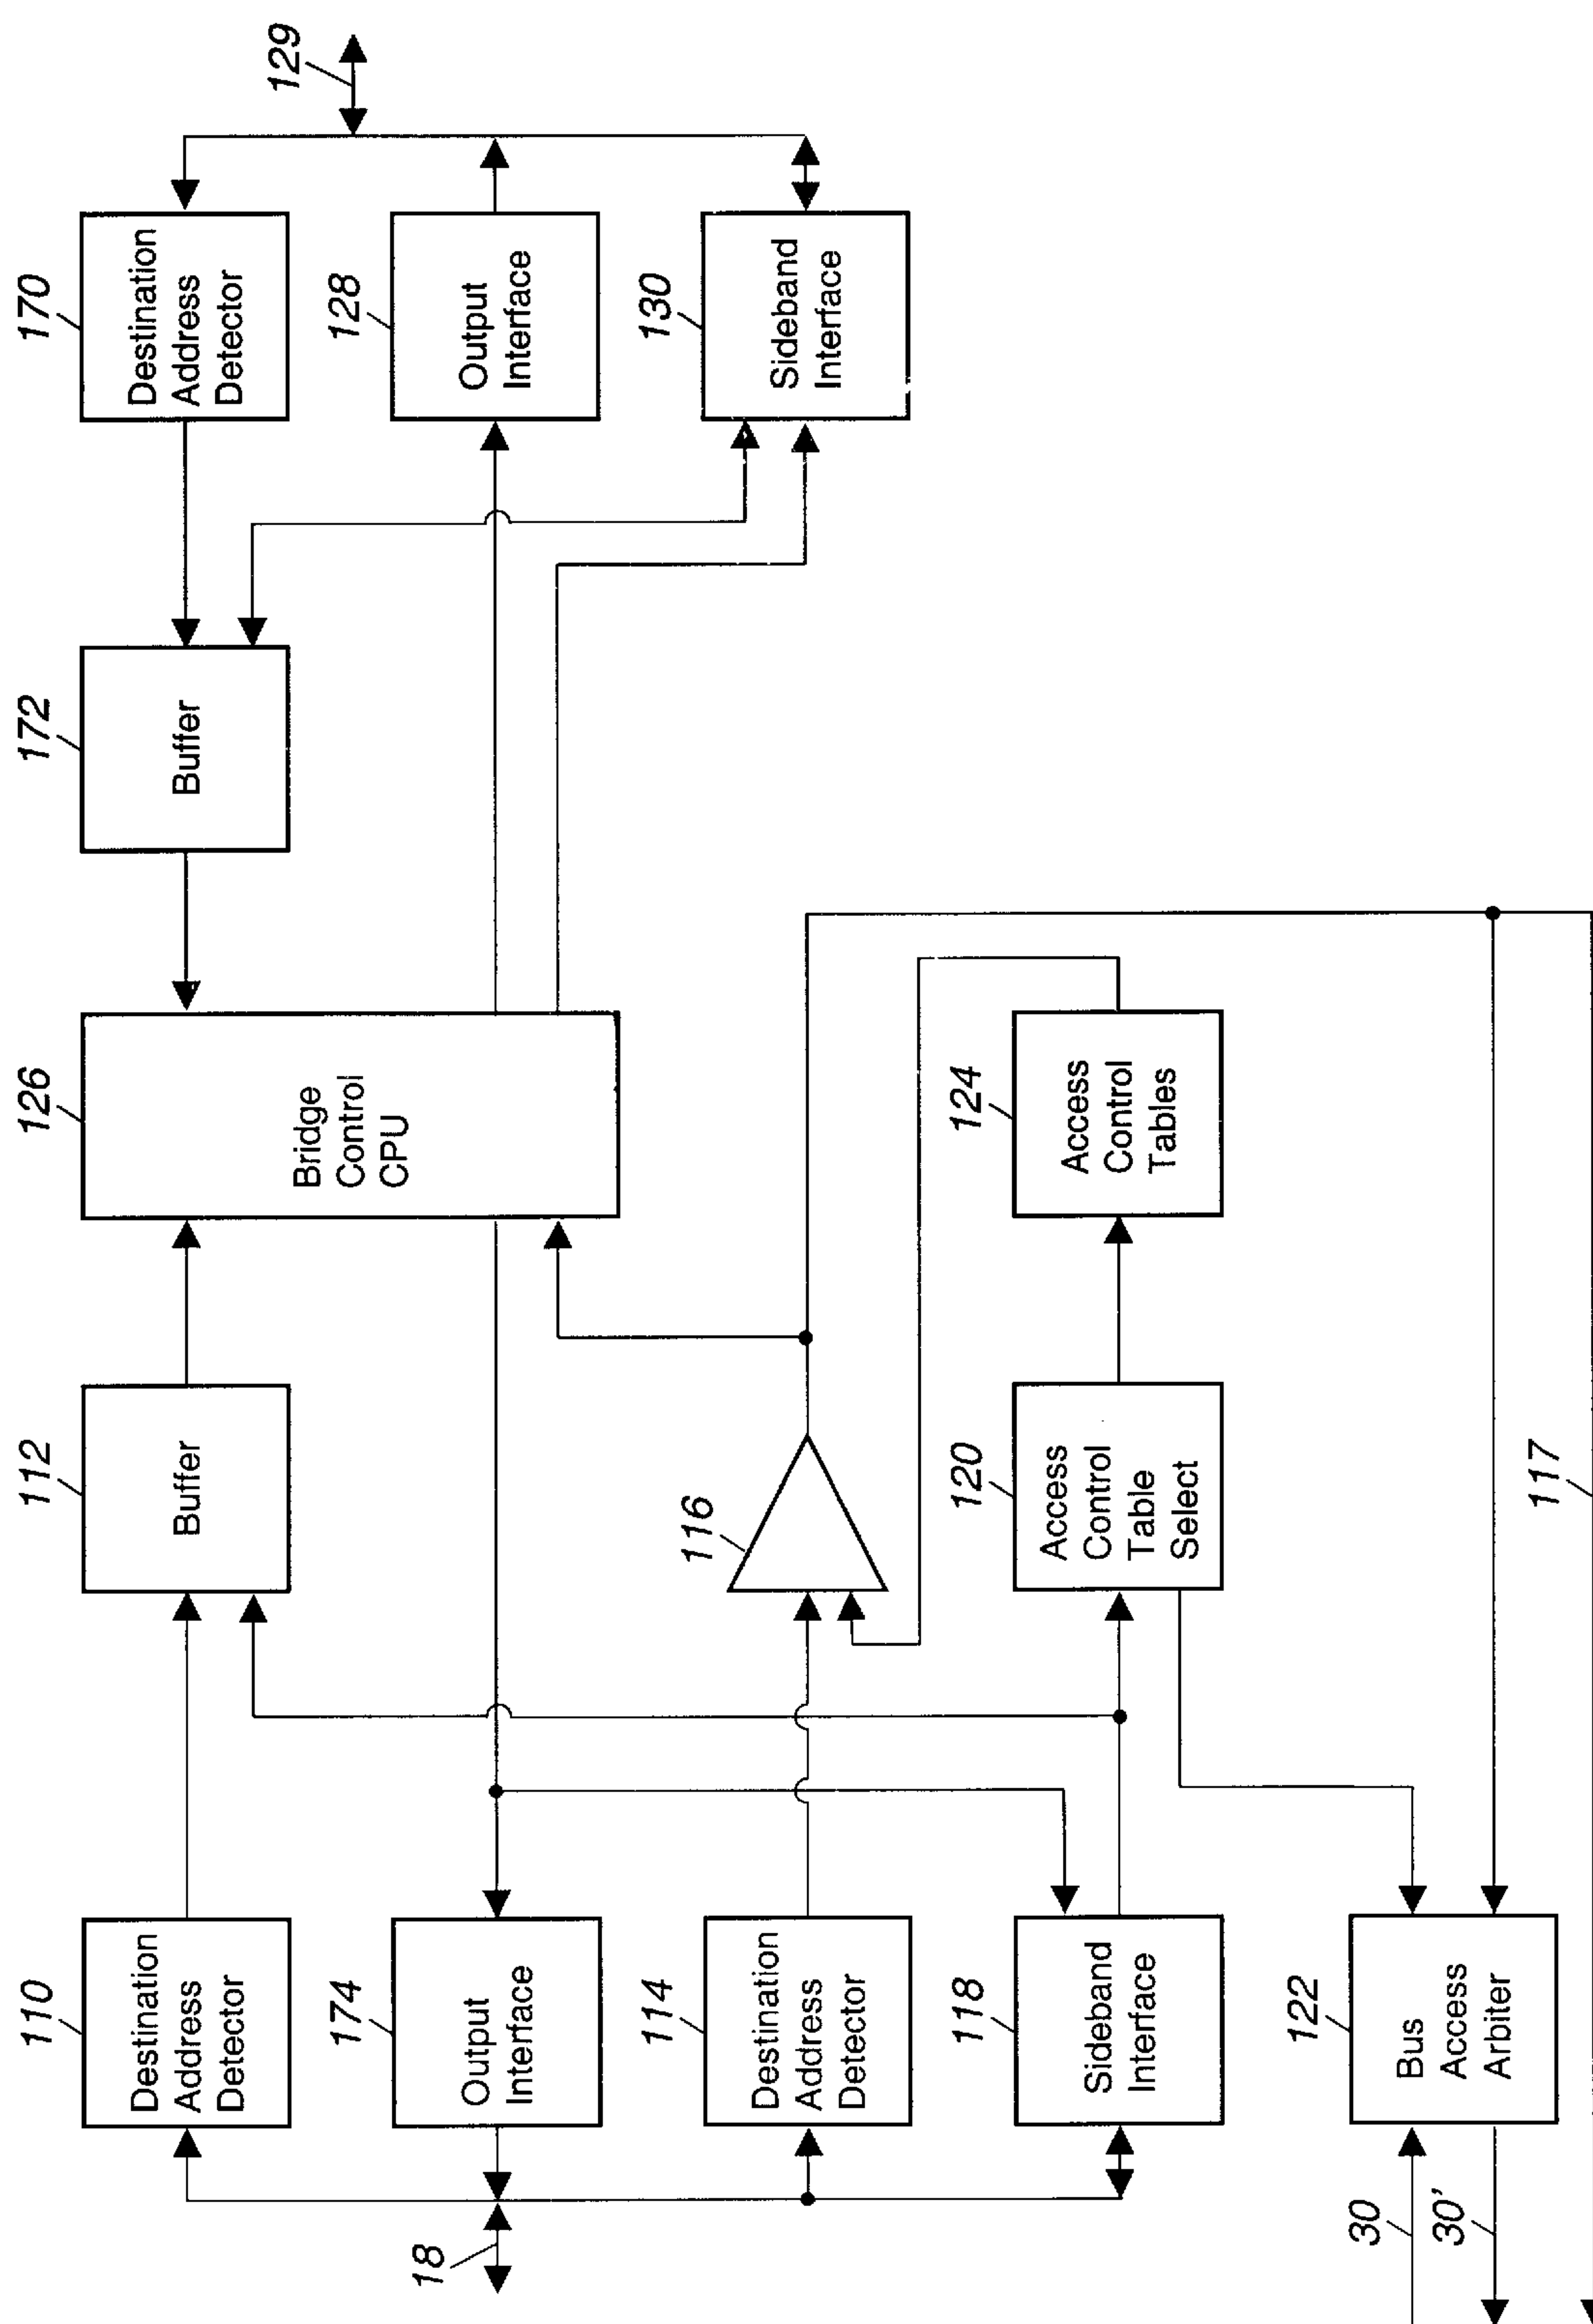 110
Destination
Address
Detector
112
Buffer
126
Bridge
Control
CPU
172
Buffer
170
Destination
Address
Detector
129
174
Output
Interface
128
Output
Interface
18
114
Destination
Address
Detector
116
130
Sideband
Interface
118
Sideband
Interface
120
Access
Control
Table
Select
124
Access
Control
Tables
122
Bus
Access
Arbiter
30
30'
117